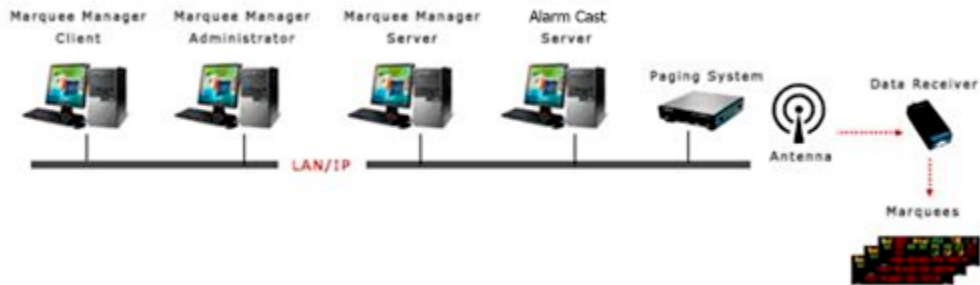 Marquee Manager
Client
Marquee Manager
Administrator
Marquee Manager
Server
Alarm Cast
Server
Paging System
Data Receiver
Antenna
LAN/IP
Marquees